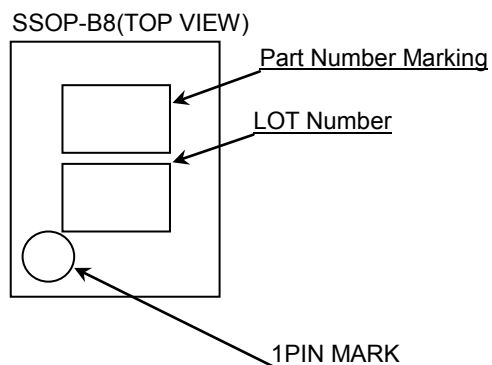 SSOP-B8(TOP VIEW)
Part Number Marking
LOT Number
1PIN MARK